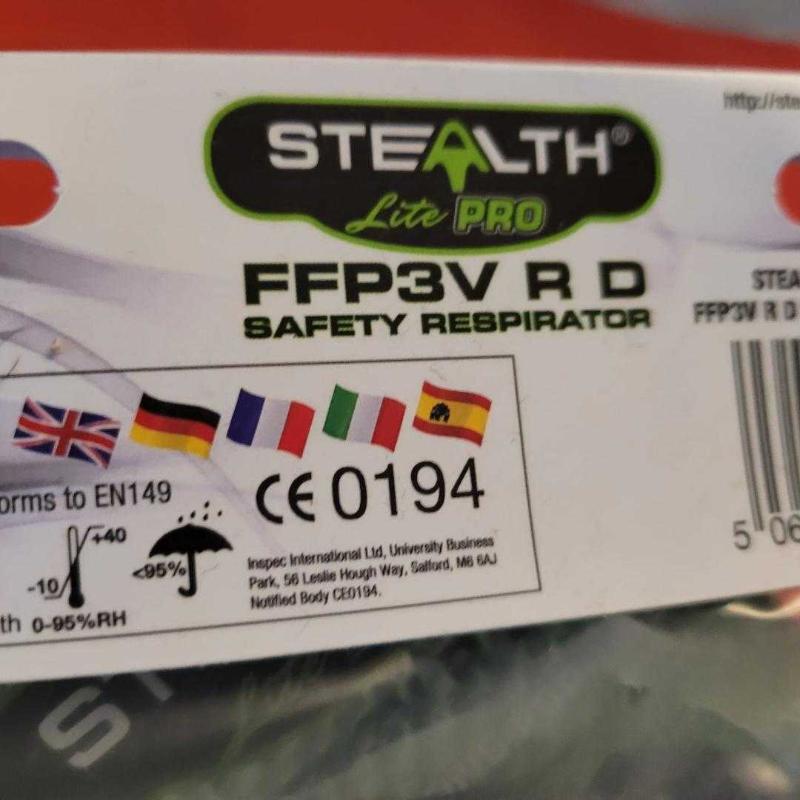 http://ste
STEALTH®
Lite PRO
FFP3V R D
SAFETY RESPIRATOR
STEA
FFP3V R D
orms to EN149
CE 0194
+40
-10
<95%
th 0-95%RH
Inspec International Ltd, University Business
Park, 56 Leslie Hough Way, Salford, M6 6AJ
Notified Body CE0194.
5 06
ST